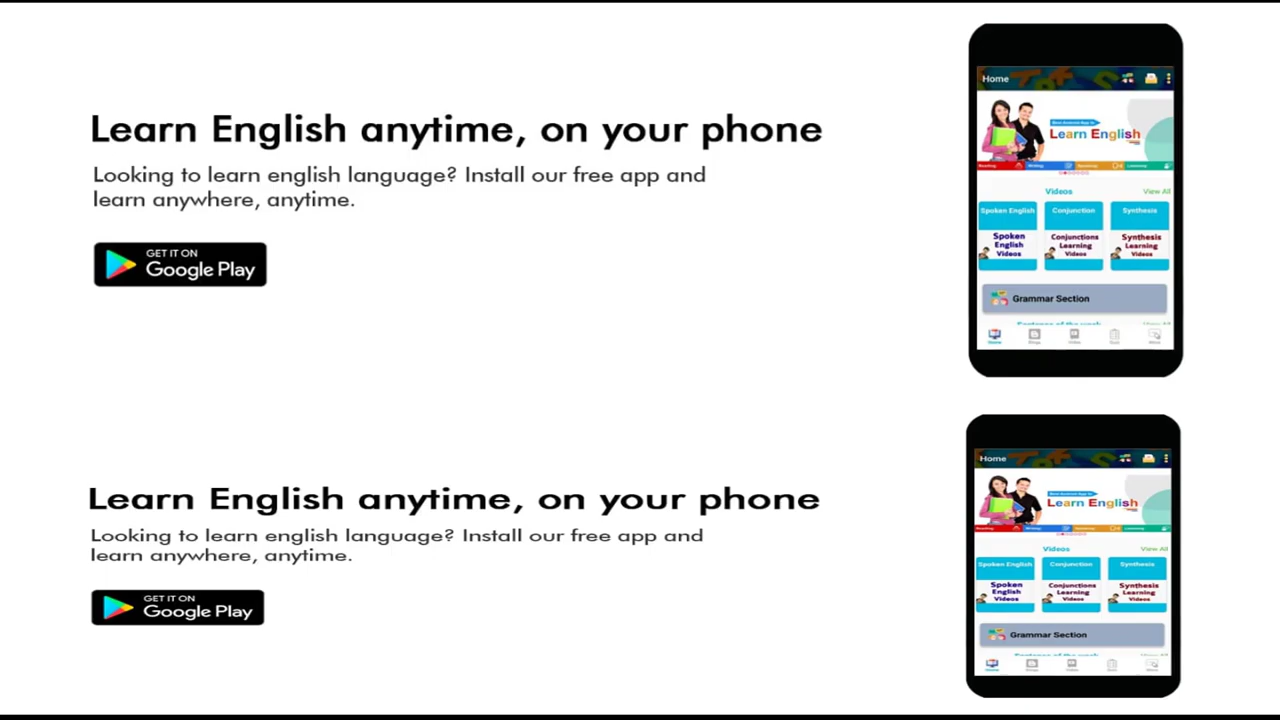 Learn English anytime, on your phone
Looking to learn english language? Install our free app and
learn anywhere, anytime.
GET IT ON
Google Play
Home
Learn English
Videos
View All
Spoken English
Conjunction
Synthesis
Spoken
English
Videos
Conjunctions
Learning
Videos
Synthesis
Learning
Videos
Grammar Section
Home
Learn English anytime, on your phone
Looking to learn english language? Install our free app and
learn anywhere, anytime.
GET IT ON
Google Play
Home
Learn English
Videos
View All
Spoken English
Conjunction
Synthesis
Spoken
English
Videos
Conjunctions
Learning
Videos
Synthesis
Learning
Videos
Grammar Section
Home